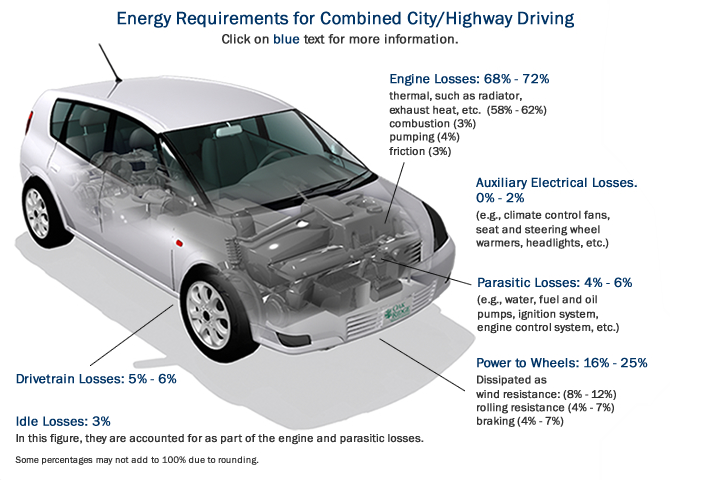 Energy Requirements for Combined City/Highway Driving
Click on blue text for more information.
Engine Losses: 68% - 72%
thermal, such as radiator,
exhaust heat, etc. (58% - 62%)
combustion (3%)
pumping (4%)
friction (3%)
Auxiliary Electrical Losses.
0% - 2%
(e.g., climate control fans,
seat and steering wheel
warmers, headlights, etc.)
Parasitic Losses: 4% - 6%
(e.g., water, fuel and oil
pumps, ignition system,
engine control system, etc.)
Power to Wheels: 16% - 25%
Dissipated as
wind resistance: (8% - 12%)
rolling resistance (4% - 7%)
braking (4% - 7%)
Drivetrain Losses: 5% - 6%
Idle Losses: 3%
In this figure, they are accounted for as part of the engine and parasitic losses.
Some percentages may not add to 100% due to rounding.
OAK
RIDGE